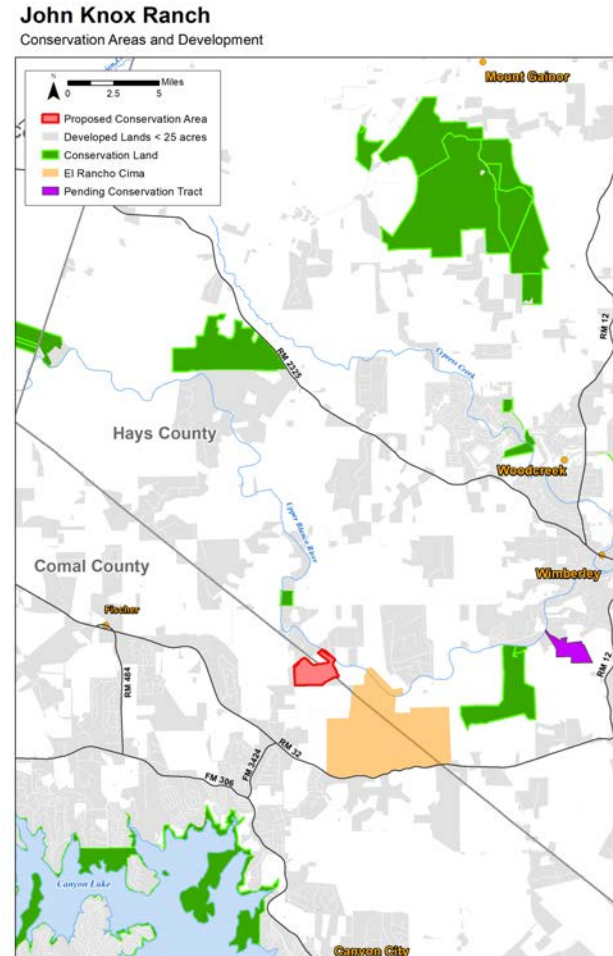 John Knox Ranch
Conservation Areas and Development
N
Miles
0 2.5 5
Proposed Conservation Area
Developed Lands < 25 acres
Conservation Land
El Rancho Cima
Pending Conservation Tract
Mount Gainor
RM 12
RM 2325
Cypress Creek
Hays County
Woodcreek
Upper Blanco River
Wimberley
Comal County
Fischer
RM 484
RM 12
RM 32
FM 3424
FM 306
Canyon Lake
Canyon City